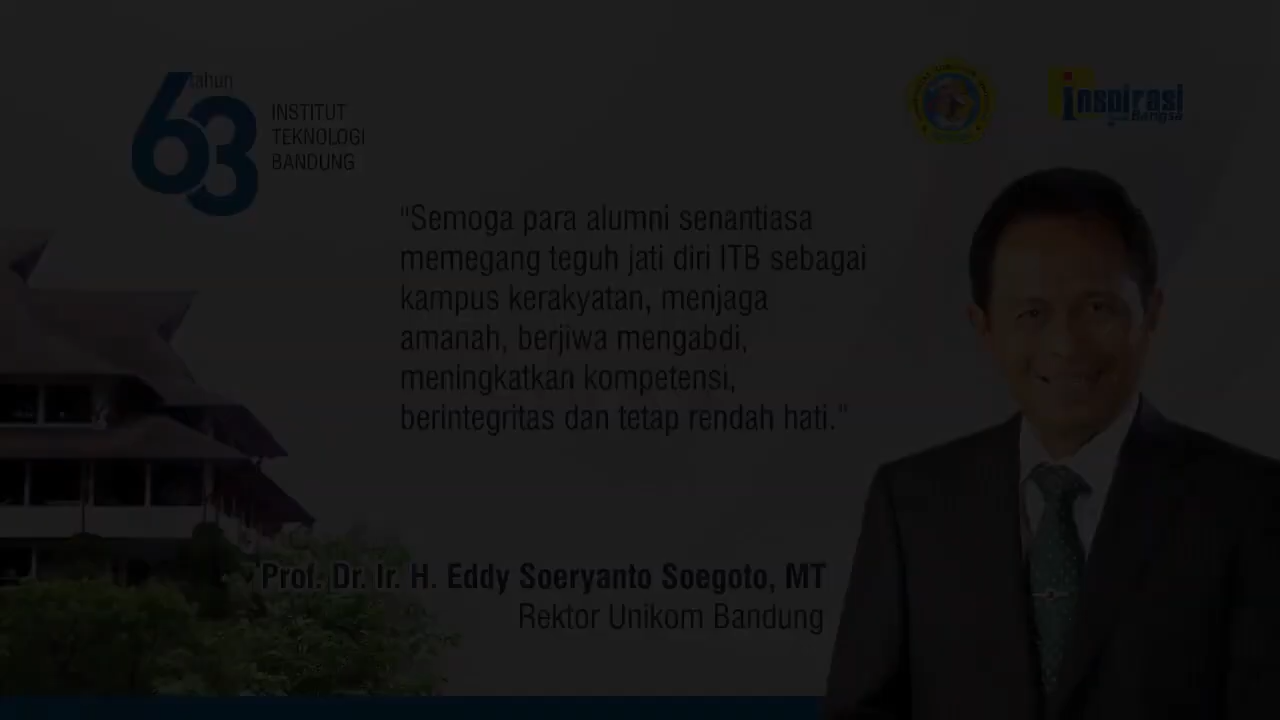 tahun
63
INSTITUT
TEKNOLOGI
BANDUNG
inspirasi
Bangsa
"Semoga para alumni senantiasa
memegang teguh jati diri ITB sebagai
kampus kerakyatan, menjaga
amanah, berjiwa mengabdi,
meningkatkan kompetensi,
berintegritas dan tetap rendah hati."
Prof. Dr. Ir. H. Eddy Soeryanto Soegoto, MT
Rektor Unikom Bandung